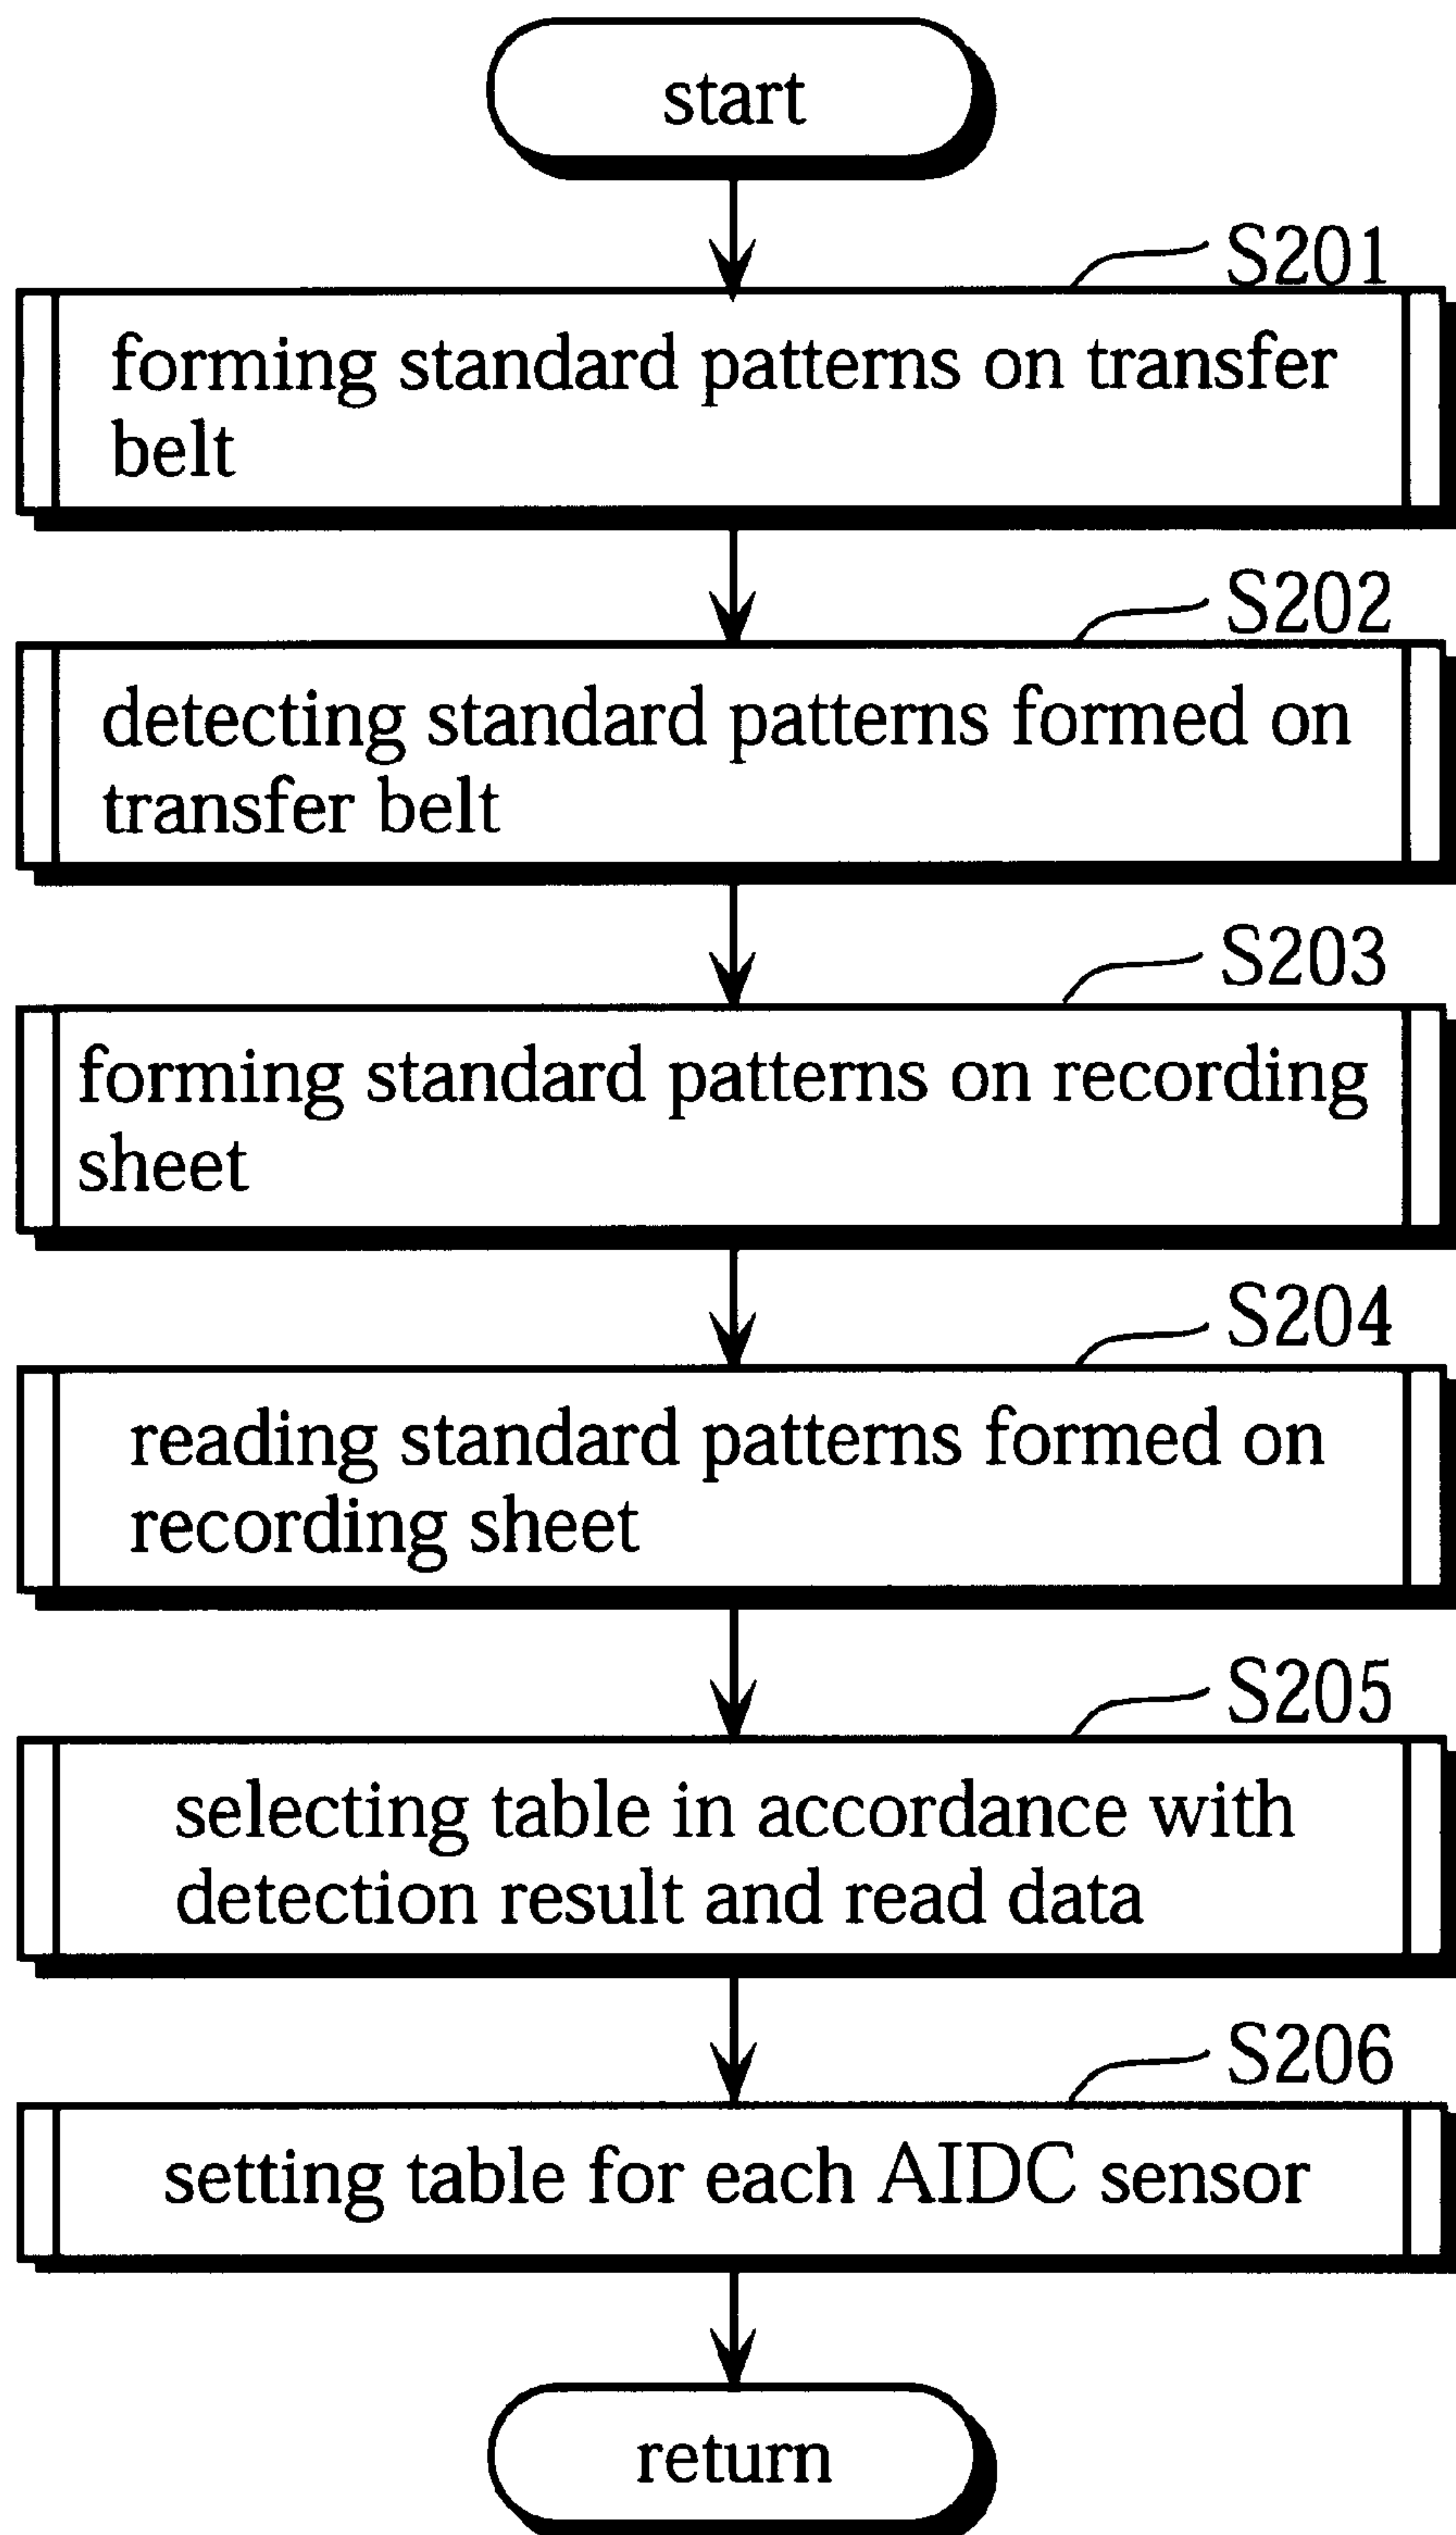 start
S201
forming standard patterns on transfer
belt
S202
detecting standard patterns formed on
transfer belt
S203
forming standard patterns on recording
sheet
S204
reading standard patterns formed on
recording sheet
S205
selecting table in accordance with
detection result and read data
S206
setting table for each AIDC sensor
return